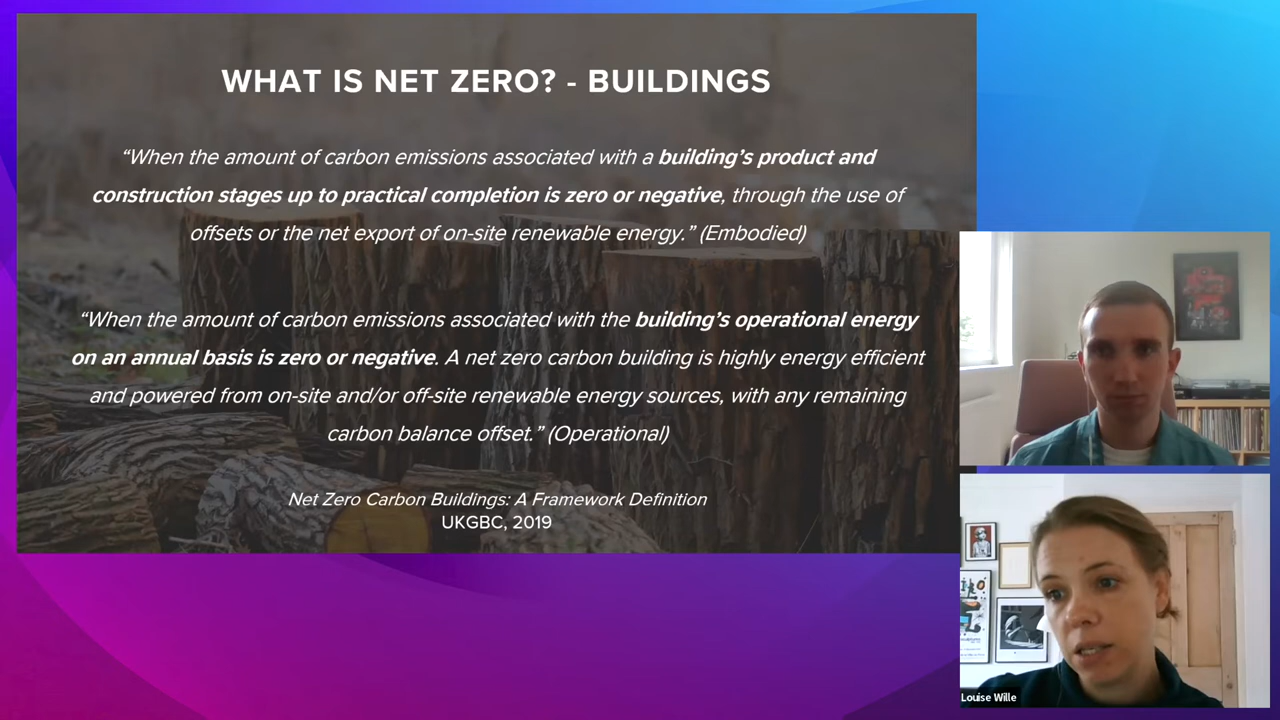 WHAT IS NET ZERO? - BUILDINGS
“When the amount of carbon emissions associated with a building’s product and
construction stages up to practical completion is zero or negative, through the use of
offsets or the net export of on-site renewable energy.” (Embodied)
“When the amount of carbon emissions associated with the building’s operational energy
on an annual basis is zero or negative. A net zero carbon building is highly energy efficient
and powered from on-site and/or off-site renewable energy sources, with any remaining
carbon balance offset.” (Operational)
Net Zero Carbon Buildings: A Framework Definition
UKGBC, 2019
Louise Wille